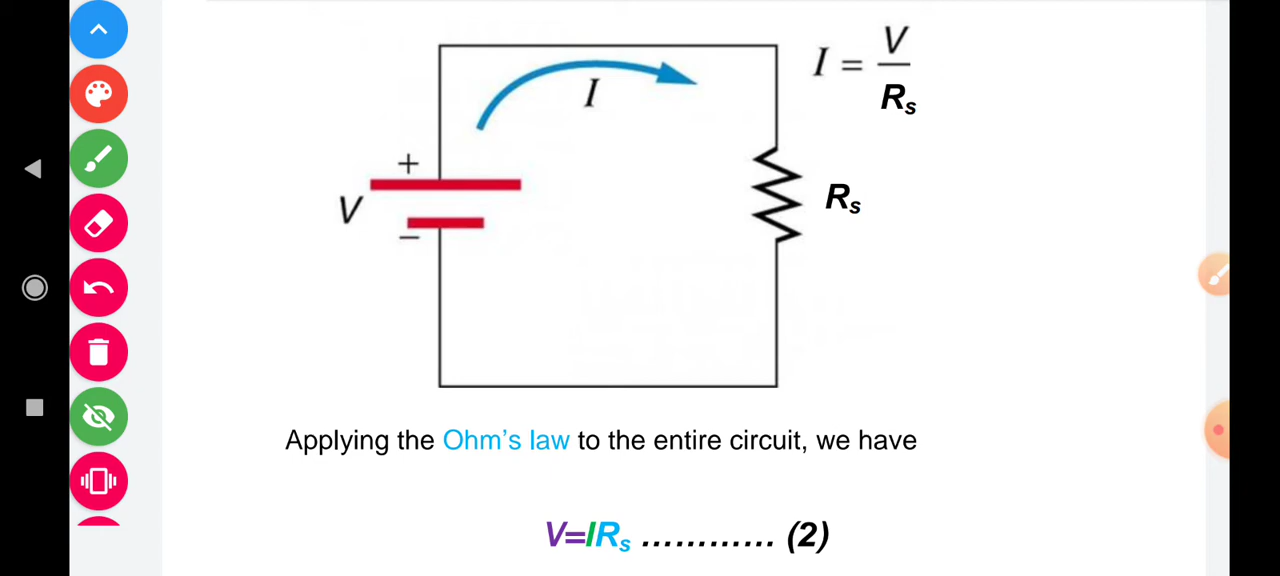 I = V
Rs
I
+
V
Rs
−
Applying the Ohm's law to the entire circuit, we have
V=IRs ............ (2)